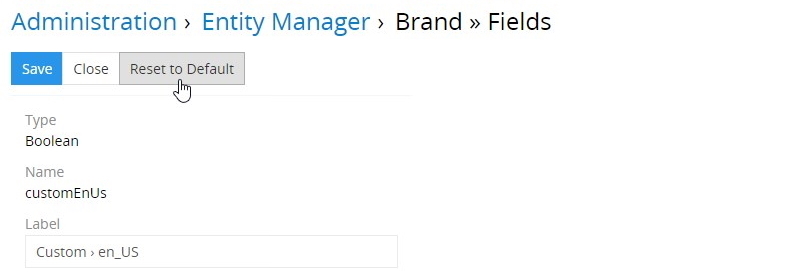 Administration › Entity Manager › Brand » Fields
Save Close Reset to Default
Type
Boolean
Name
customEnUs
Label
Custom › en_US